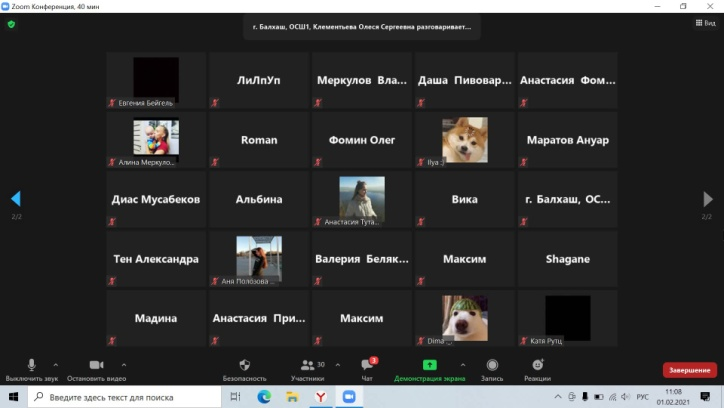 Zoom Конференция, 40 мин
г. Балхаш, ОСШ1, Клементьева Олеся Сергеевна разговаривает...
Вид
Евгения Бейгель
ЛиЛпУп
Меркулов Вла...
Даша Пивовар...
Анастасия Фом...
Алина Меркуло...
Roman
Фомин Олег
Ilya :)
Маратов Ануар
Диас Мусабеков
Альбина
Анастасия Тута...
Вика
г. Балхаш, ОС...
2/2
2/2
Тен Александра
Аня Полозова ..
Валерия Беляк...
Максим
Shagane
Мадина
Анастасия При...
Максим
Dima ;_;
Катя Рутц
Выключить звук
Остановить видео
Безопасность
Участники
30
Чат
3
Демонстрация экрана
Запись
Реакции
Завершение
Введите здесь текст для поиска
РУС
11:08
01.02.2021